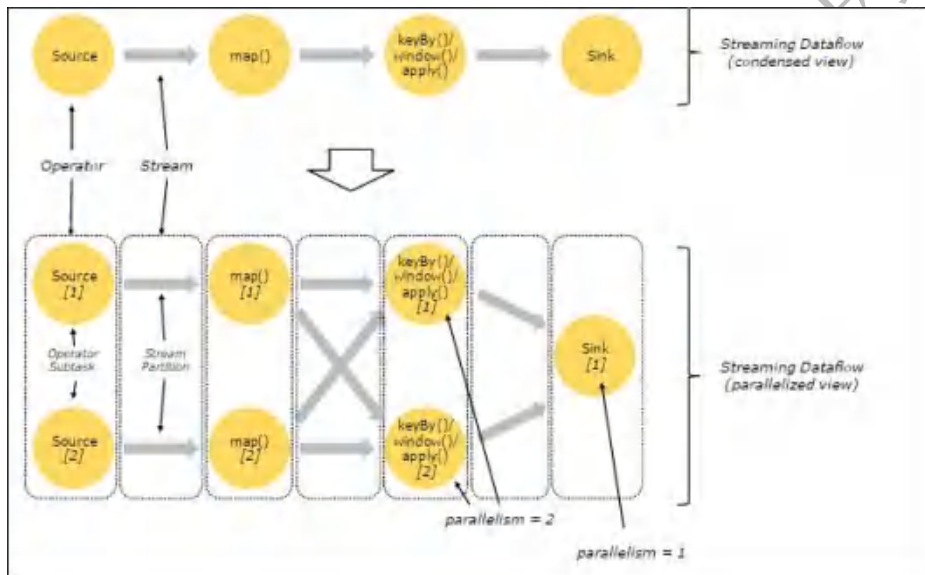 Source
map()
keyBy()/
window()/
apply()
Sink
Streaming Dataflow
(condensed view)
Operator
Stream
Source
[1]
map()
[1]
keyBy()/
window()/
apply()
[1]
Operator
Subtask
Stream
Partition
Sink
[1]
Streaming Dataflow
(parallelized view)
Source
[2]
map()
[2]
keyBy()/
window()/
apply()
[2]
parallelism = 2
parallelism = 1